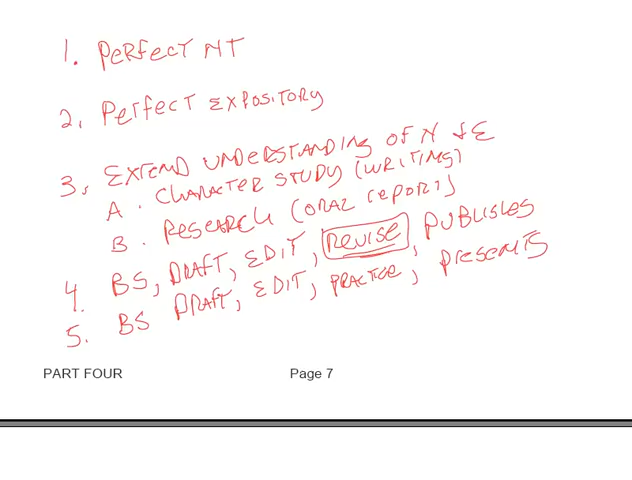 1. PERFECT NT
2. PERFECT EXPOSITORY
3. EXTEND UNDERSTANDING OF N & E
A. CHARACTER STUDY (WRITING)
B. RESEARCH (ORAL REPORT)
4. BS, DRAFT, EDIT, REVISE, PUBLISHES
5. BS DRAFT, EDIT, PRACTICE, PRESENTS
PART FOUR Page 7